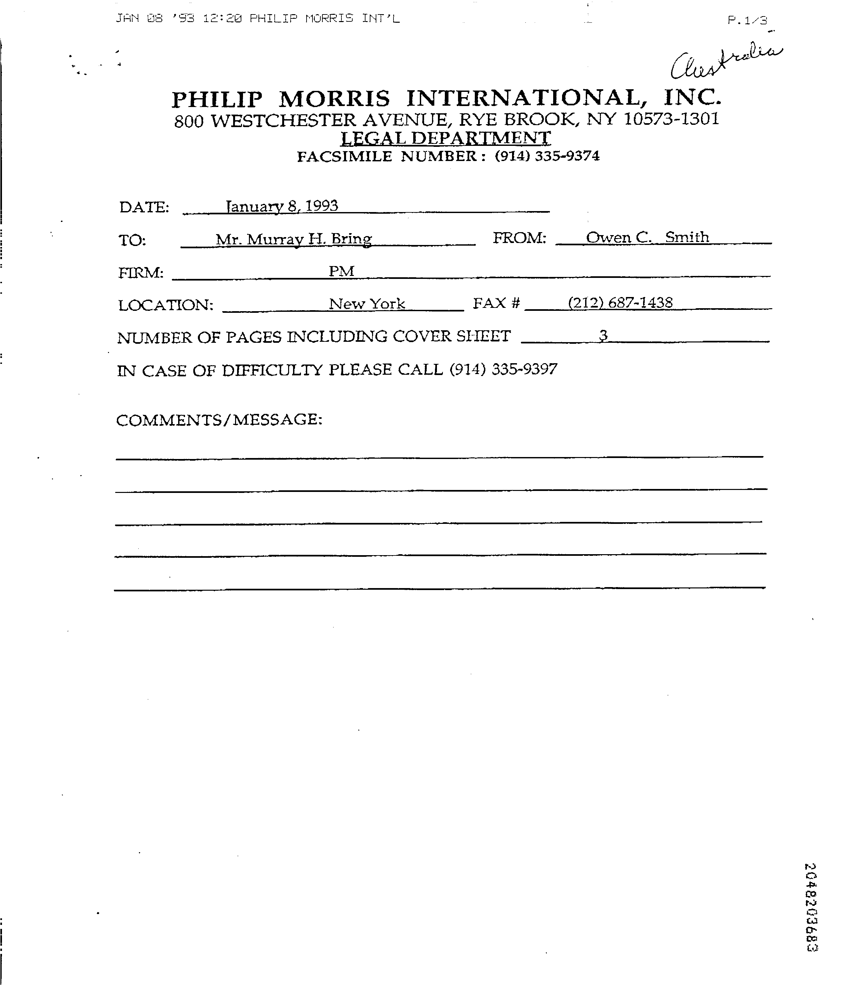 JAN 08 '93 12:20 PHILIP MORRIS INT'L P.1/3
Australia
PHILIP MORRIS INTERNATIONAL, INC.
800 WESTCHESTER AVENUE, RYE BROOK, NY 10573-1301
LEGAL DEPARTMENT
FACSIMILE NUMBER: (914) 335-9374
DATE: January 8, 1993
TO: Mr. Murray H. Bring FROM: Owen C. Smith
FIRM: PM
LOCATION: New York FAX # (212) 687-1438
NUMBER OF PAGES INCLUDING COVER SHEET 3
IN CASE OF DIFFICULTY PLEASE CALL (914) 335-9397
COMMENTS/MESSAGE:
2048203683